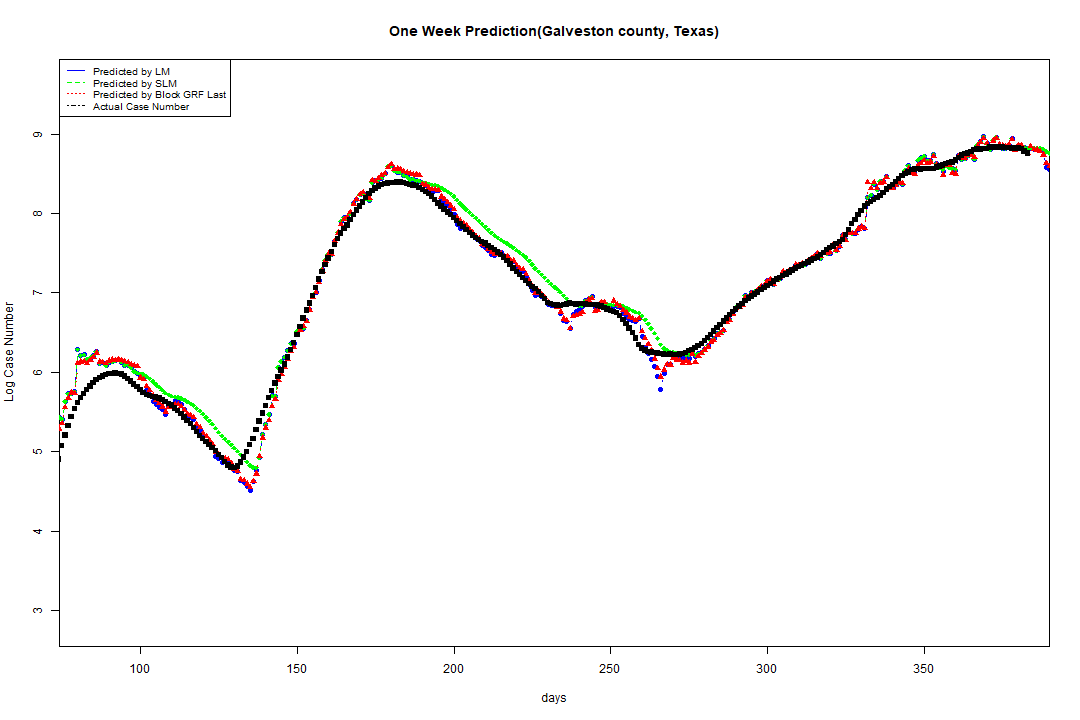 One Week Prediction(Galveston county, Texas)
Predicted by LM
Predicted by SLM
Predicted by Block GRF Last
Actual Case Number
9
8
7
6
5
4
3
Log Case Number
100 150 200 250 300 350
days